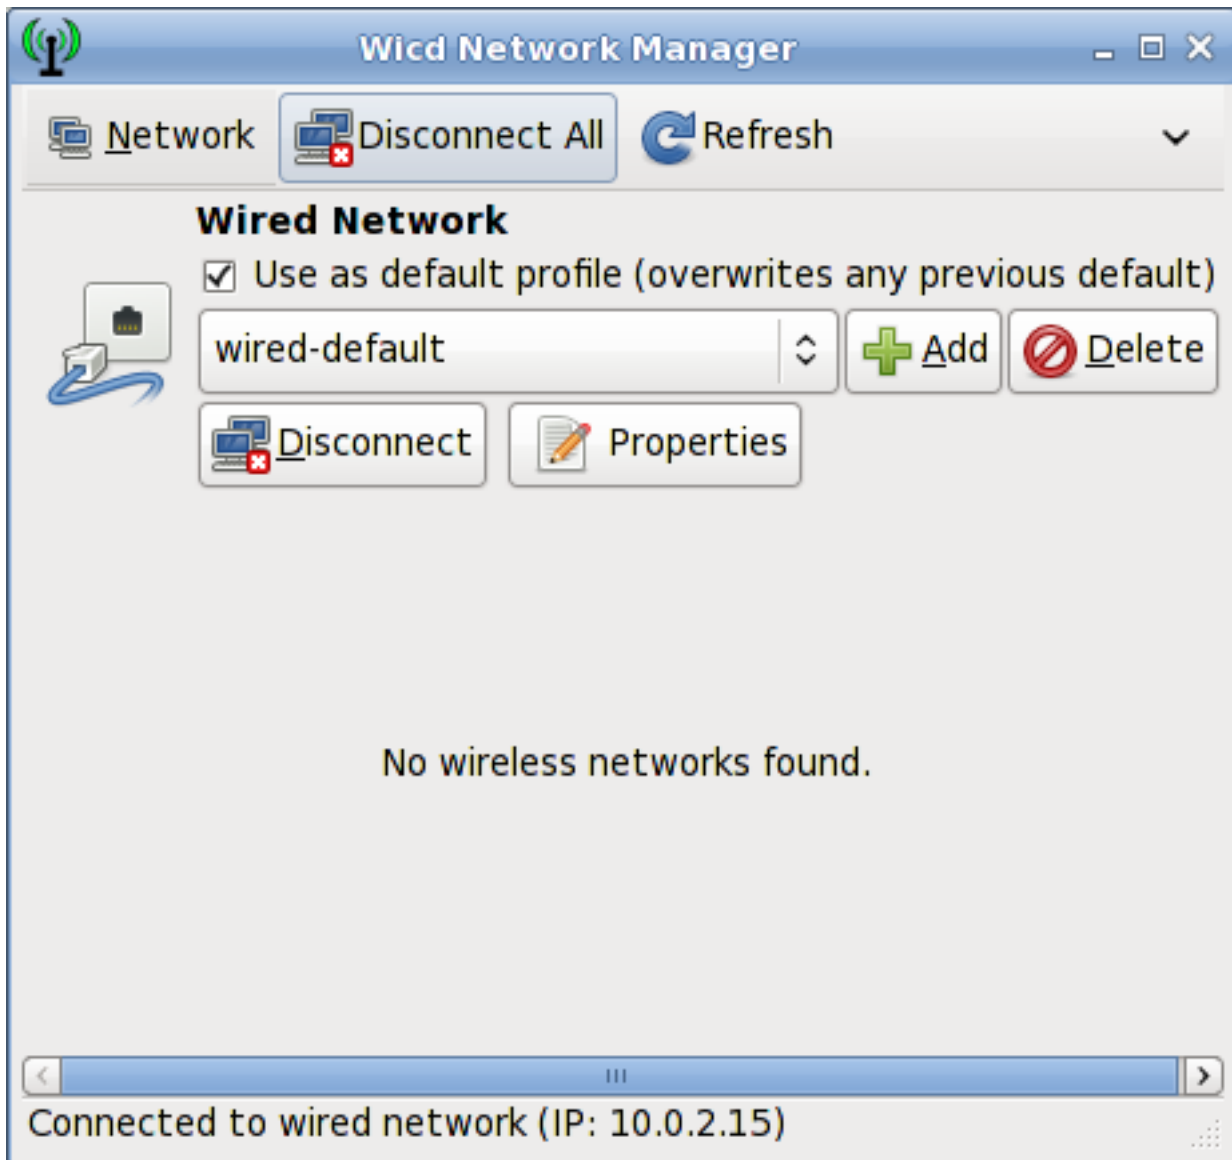 Wicd Network Manager
Network Disconnect All Refresh
Wired Network
Use as default profile (overwrites any previous default)
wired-default Add Delete
Disconnect Properties
No wireless networks found.
Connected to wired network (IP: 10.0.2.15)